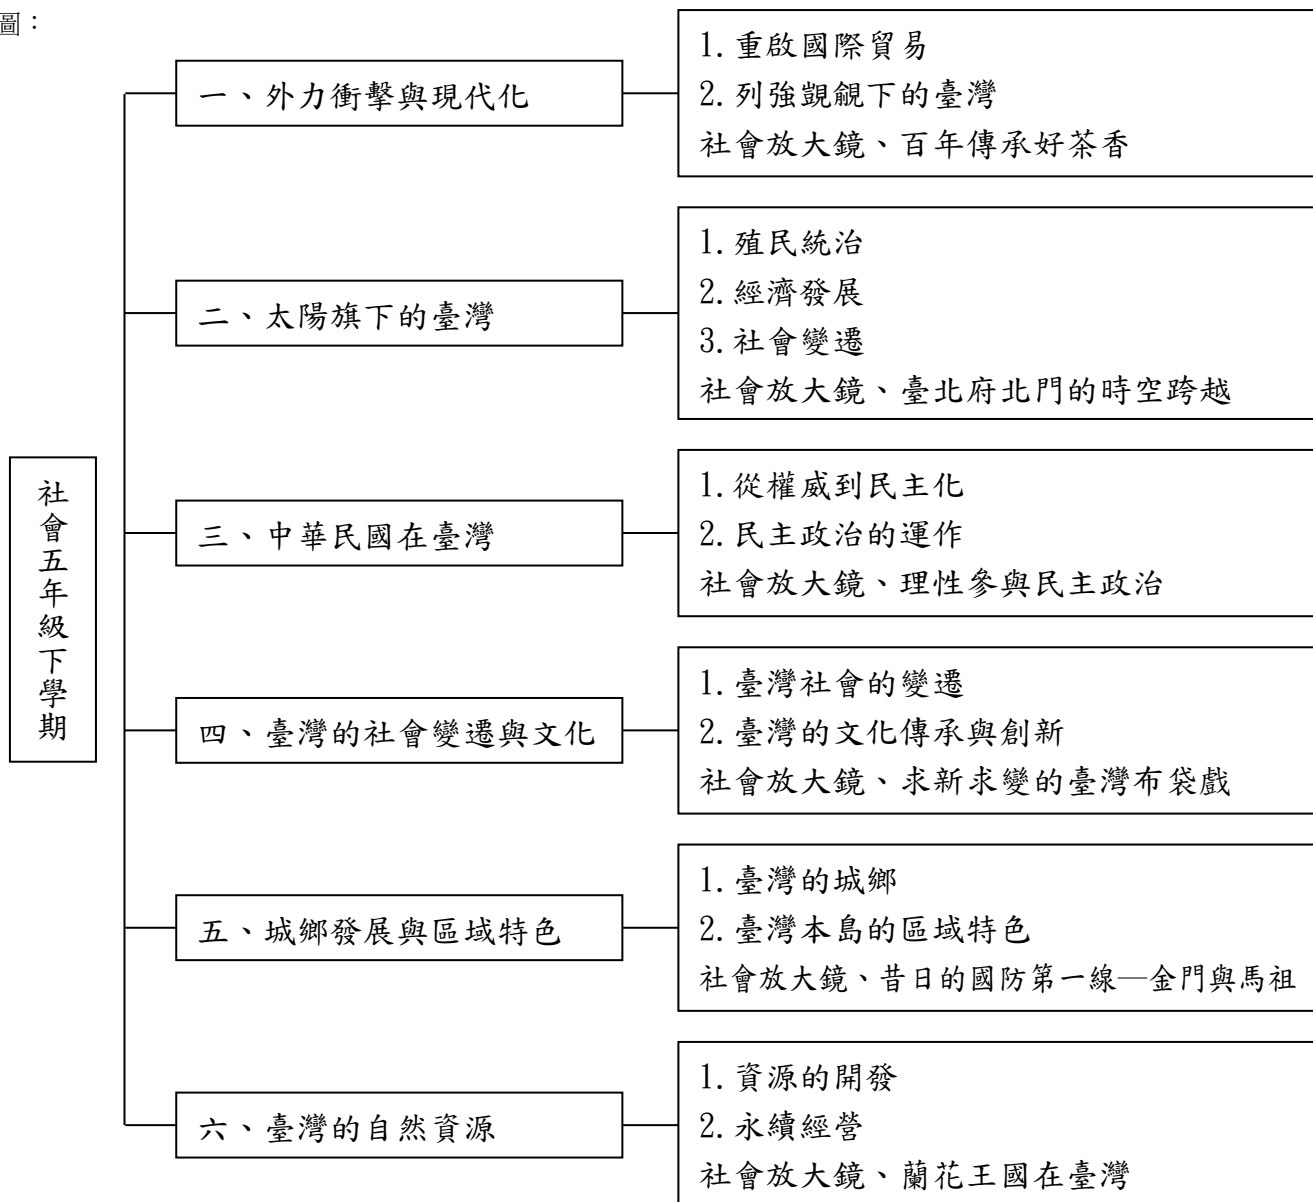 圖：
社會五年級下學期
一、外力衝擊與現代化
1.重啟國際貿易
2.列強覬覦下的臺灣
社會放大鏡、百年傳承好茶香
二、太陽旗下的臺灣
1.殖民統治
2.經濟發展
3.社會變遷
社會放大鏡、臺北府北門的時空跨越
三、中華民國在臺灣
1.從權威到民主化
2.民主政治的運作
社會放大鏡、理性參與民主政治
四、臺灣的社會變遷與文化
1.臺灣社會的變遷
2.臺灣的文化傳承與創新
社會放大鏡、求新求變的臺灣布袋戲
五、城鄉發展與區域特色
1.臺灣的城鄉
2.臺灣本島的區域特色
社會放大鏡、昔日的國防第一線—金門與馬祖
六、臺灣的自然資源
1.資源的開發
2.永續經營
社會放大鏡、蘭花王國在臺灣